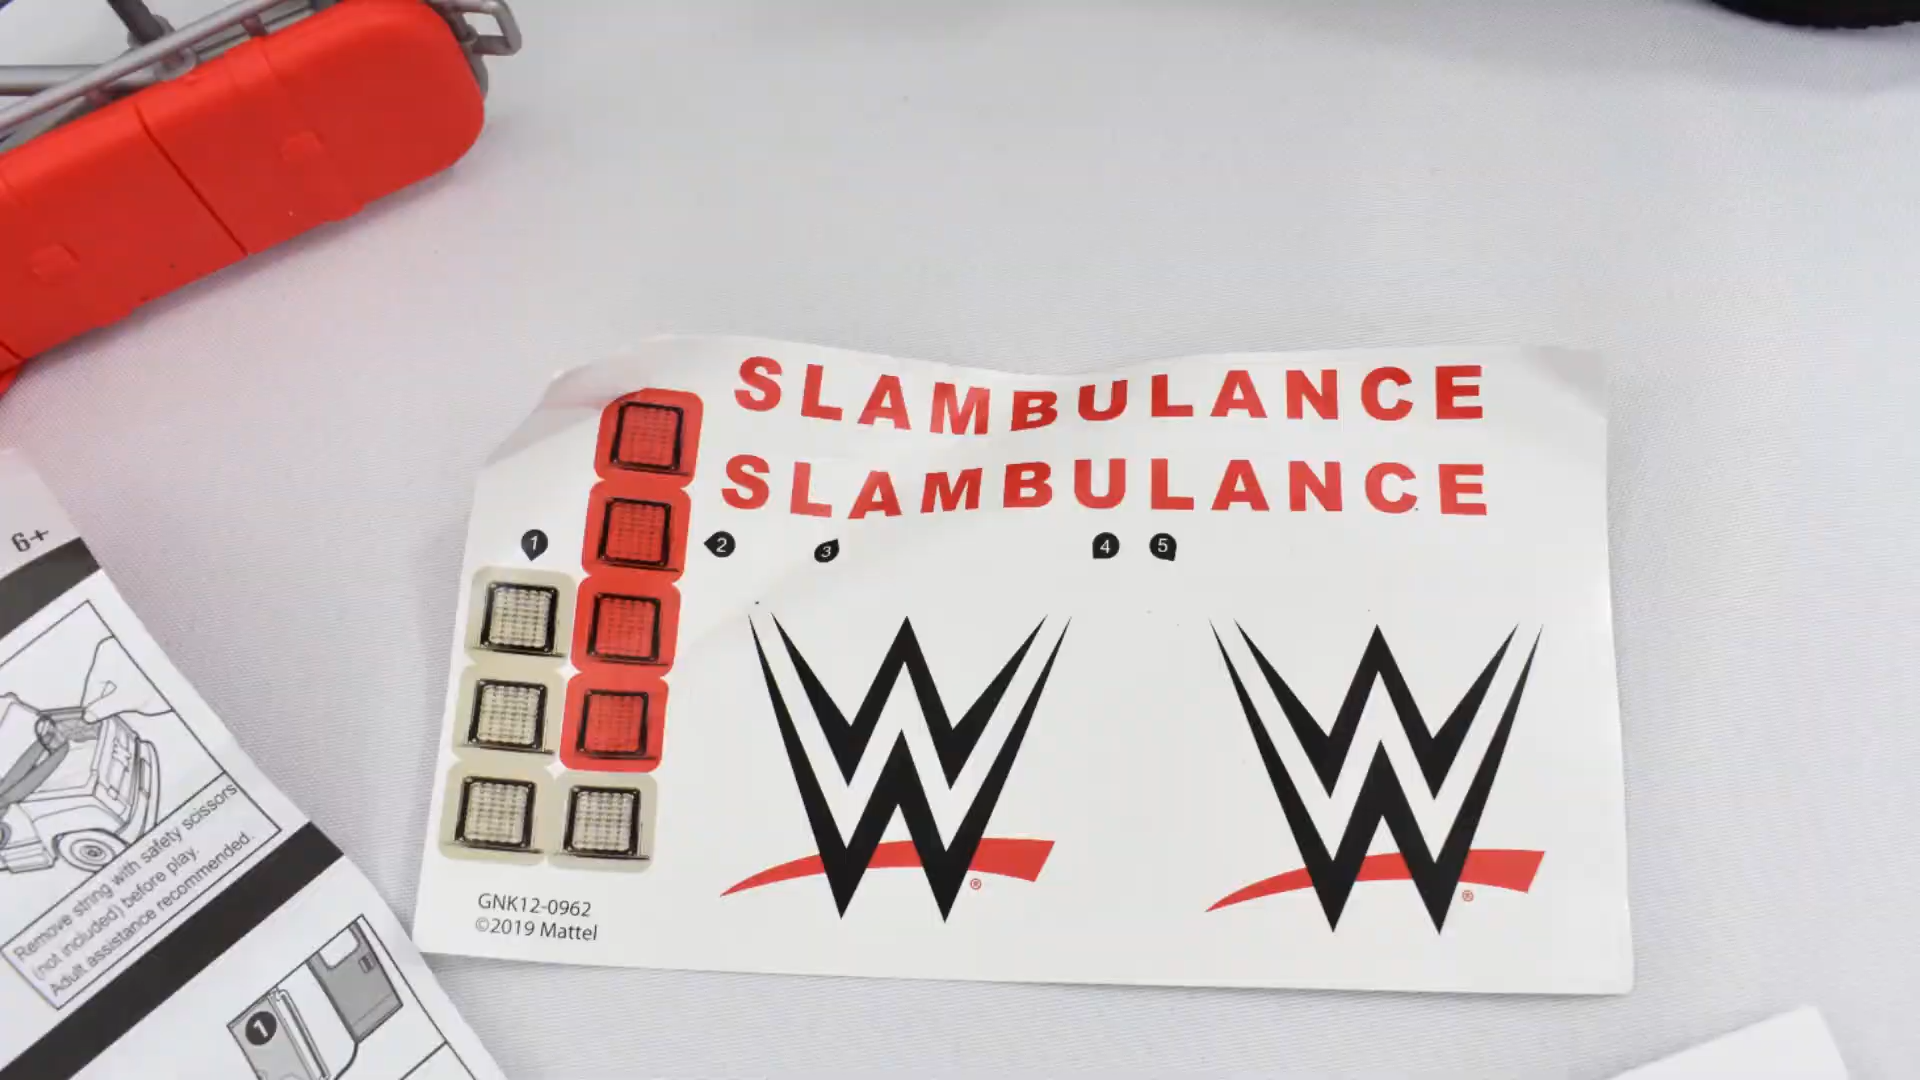 SLAMBULANCE
SLAMBULANCE
1
2
3
4
5
W
W
®
®
GNK12-0962
©2019 Mattel
6+
Remove string with safety scissors
(not included) before play.
Adult assistance recommended.
1